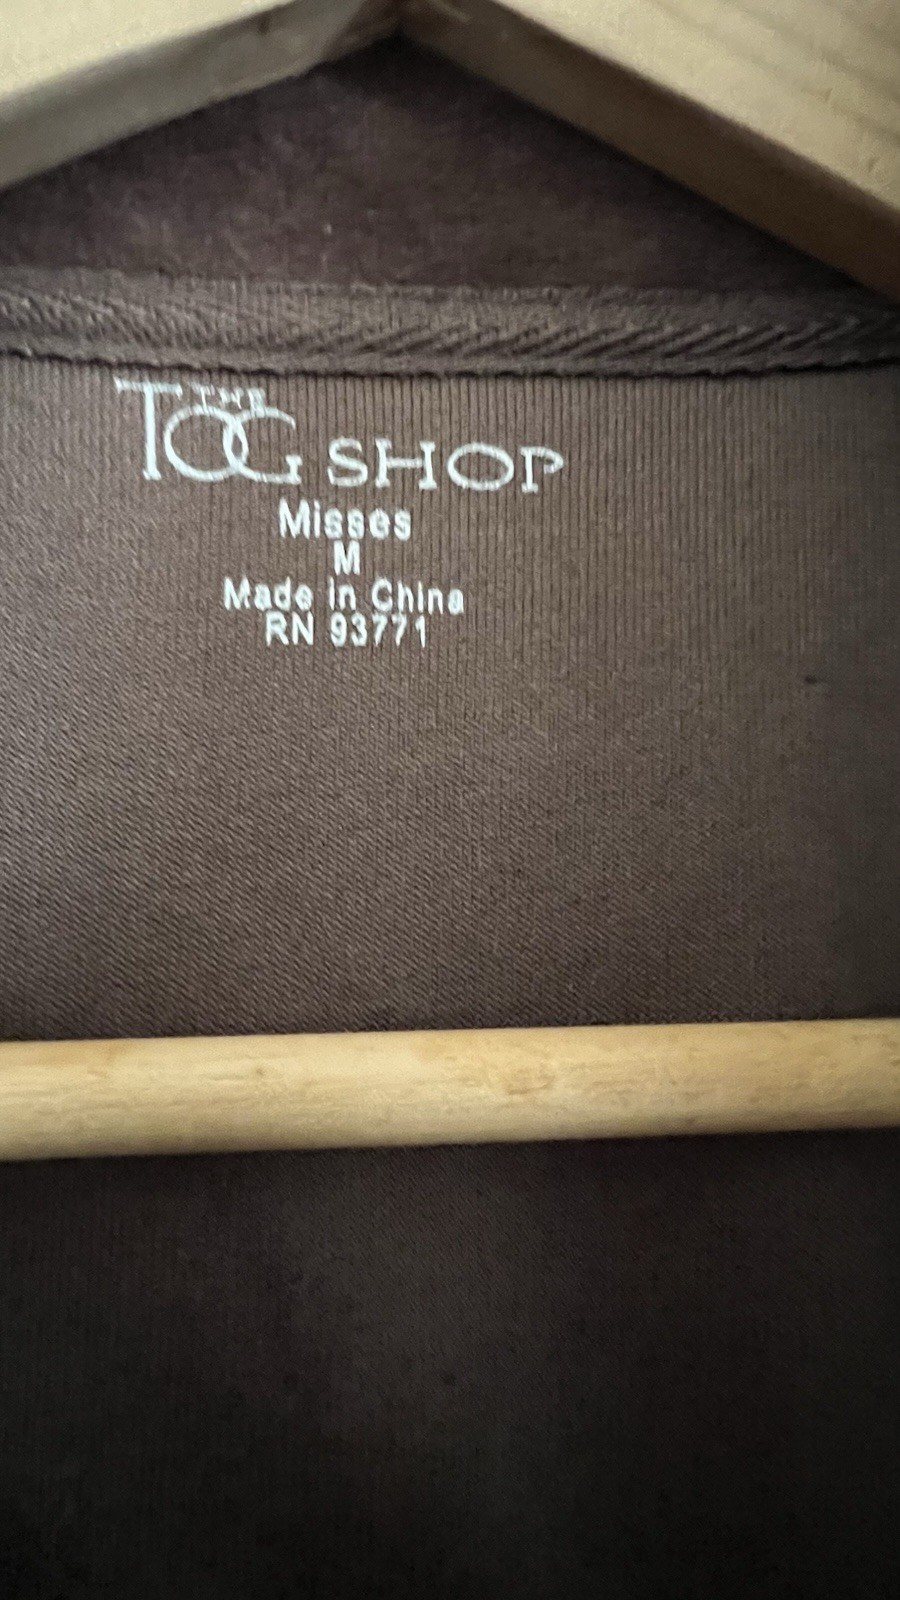 THE
TOG SHOP
Misses
M
Made in China
RN 93771